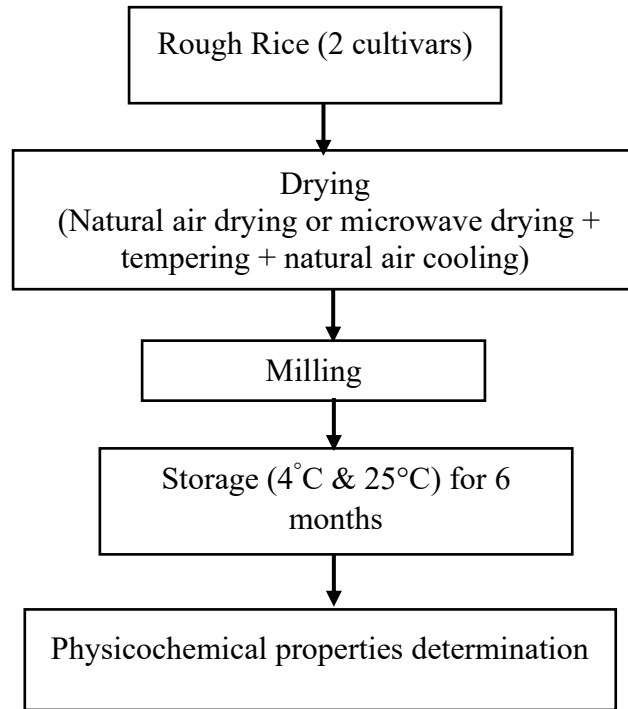 Rough Rice (2 cultivars)
Drying
(Natural air drying or microwave drying +
tempering + natural air cooling)
Milling
Storage (4°C & 25°C) for 6
months
Physicochemical properties determination